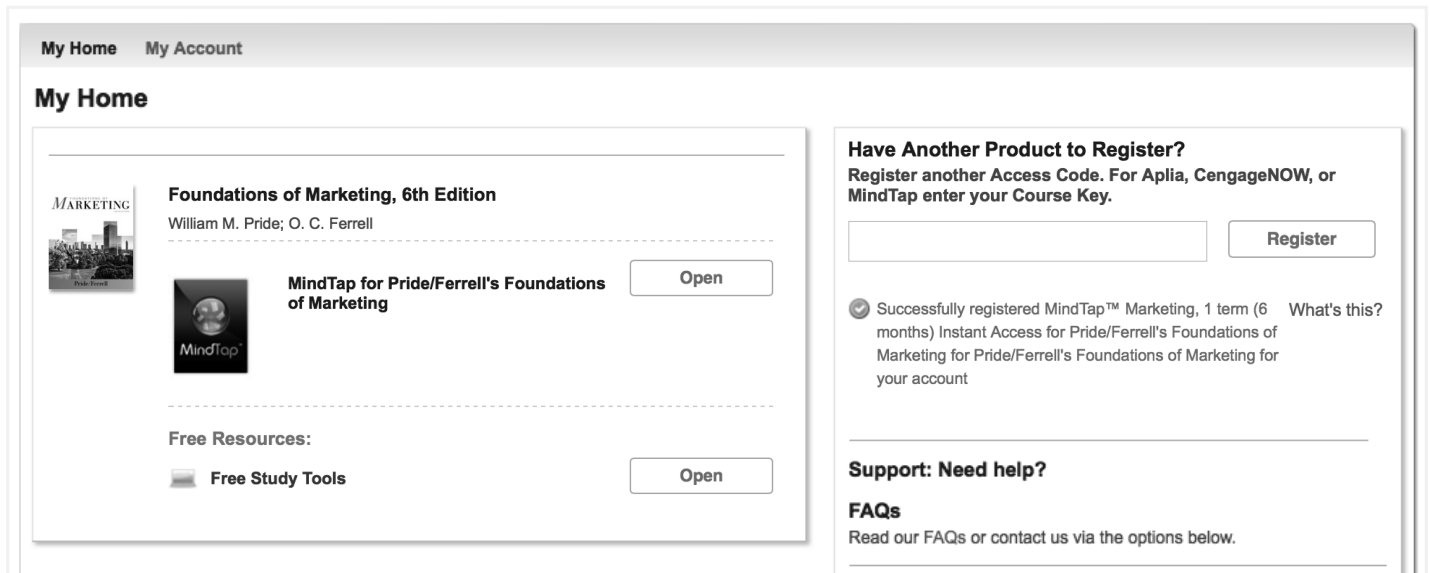 My Home
My Account
My Home
MARKETING
Pride/Ferrell
Foundations of Marketing, 6th Edition
William M. Pride; O. C. Ferrell
MindTap
MindTap for Pride/Ferrell's Foundations
of Marketing
Open
Free Resources:
Free Study Tools
Open
Have Another Product to Register?
Register another Access Code. For Aplia, CengageNOW, or
MindTap enter your Course Key.
Register
Successfully registered MindTap™ Marketing, 1 term (6
months) Instant Access for Pride/Ferrell's Foundations of
Marketing for Pride/Ferrell's Foundations of Marketing for
your account
What's this?
Support: Need help?
FAQs
Read our FAQs or contact us via the options below.